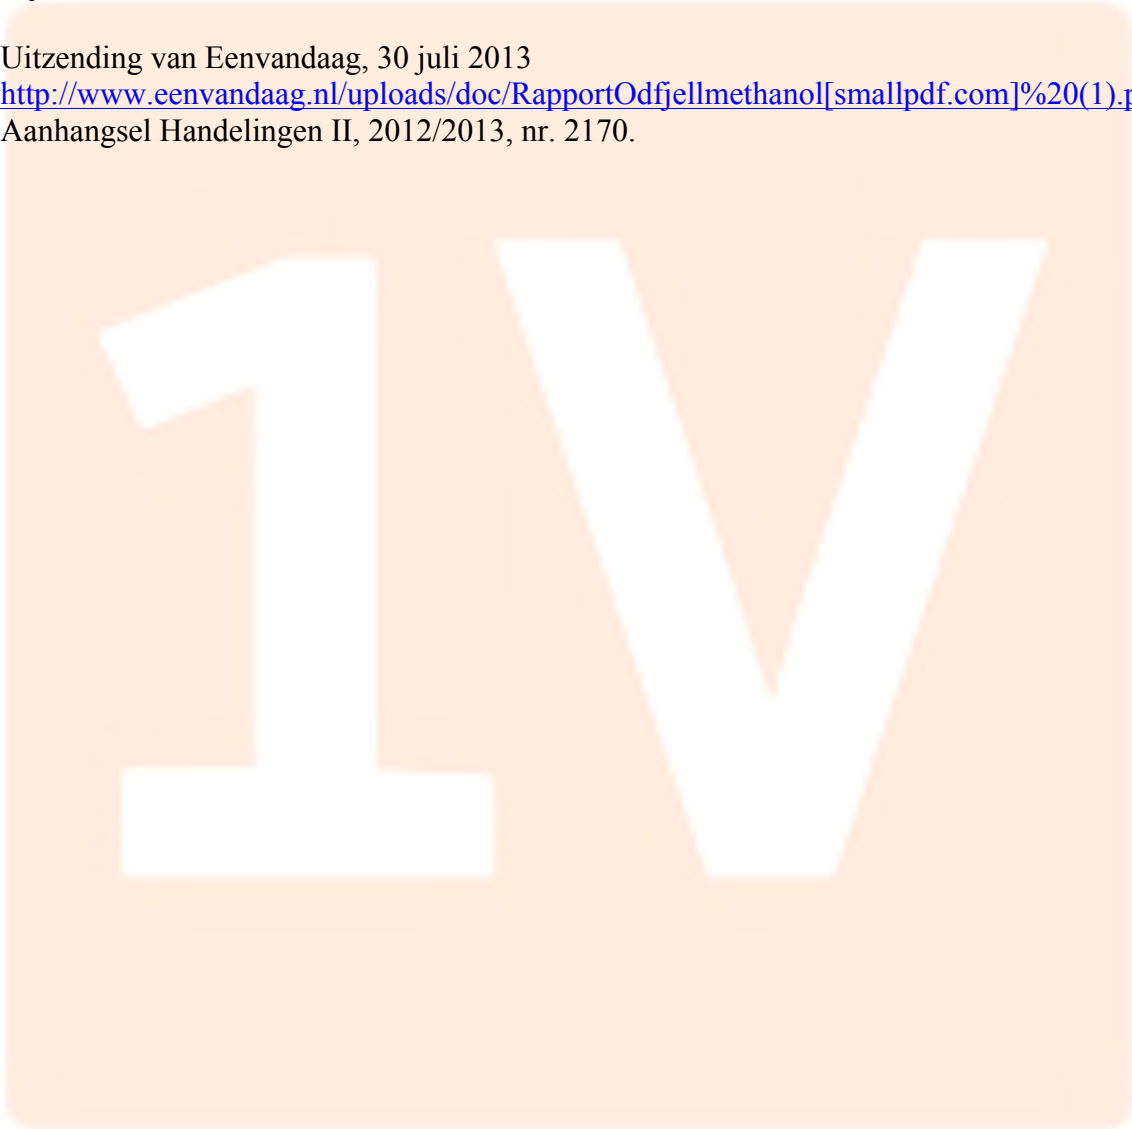 Uitzending van Eenvandaag, 30 juli 2013
http://www.eenvandaag.nl/uploads/doc/RapportOdfjellmethanol[smallpdf.com]%20(1).p
Aanhangsel Handelingen II, 2012/2013, nr. 2170.
1V